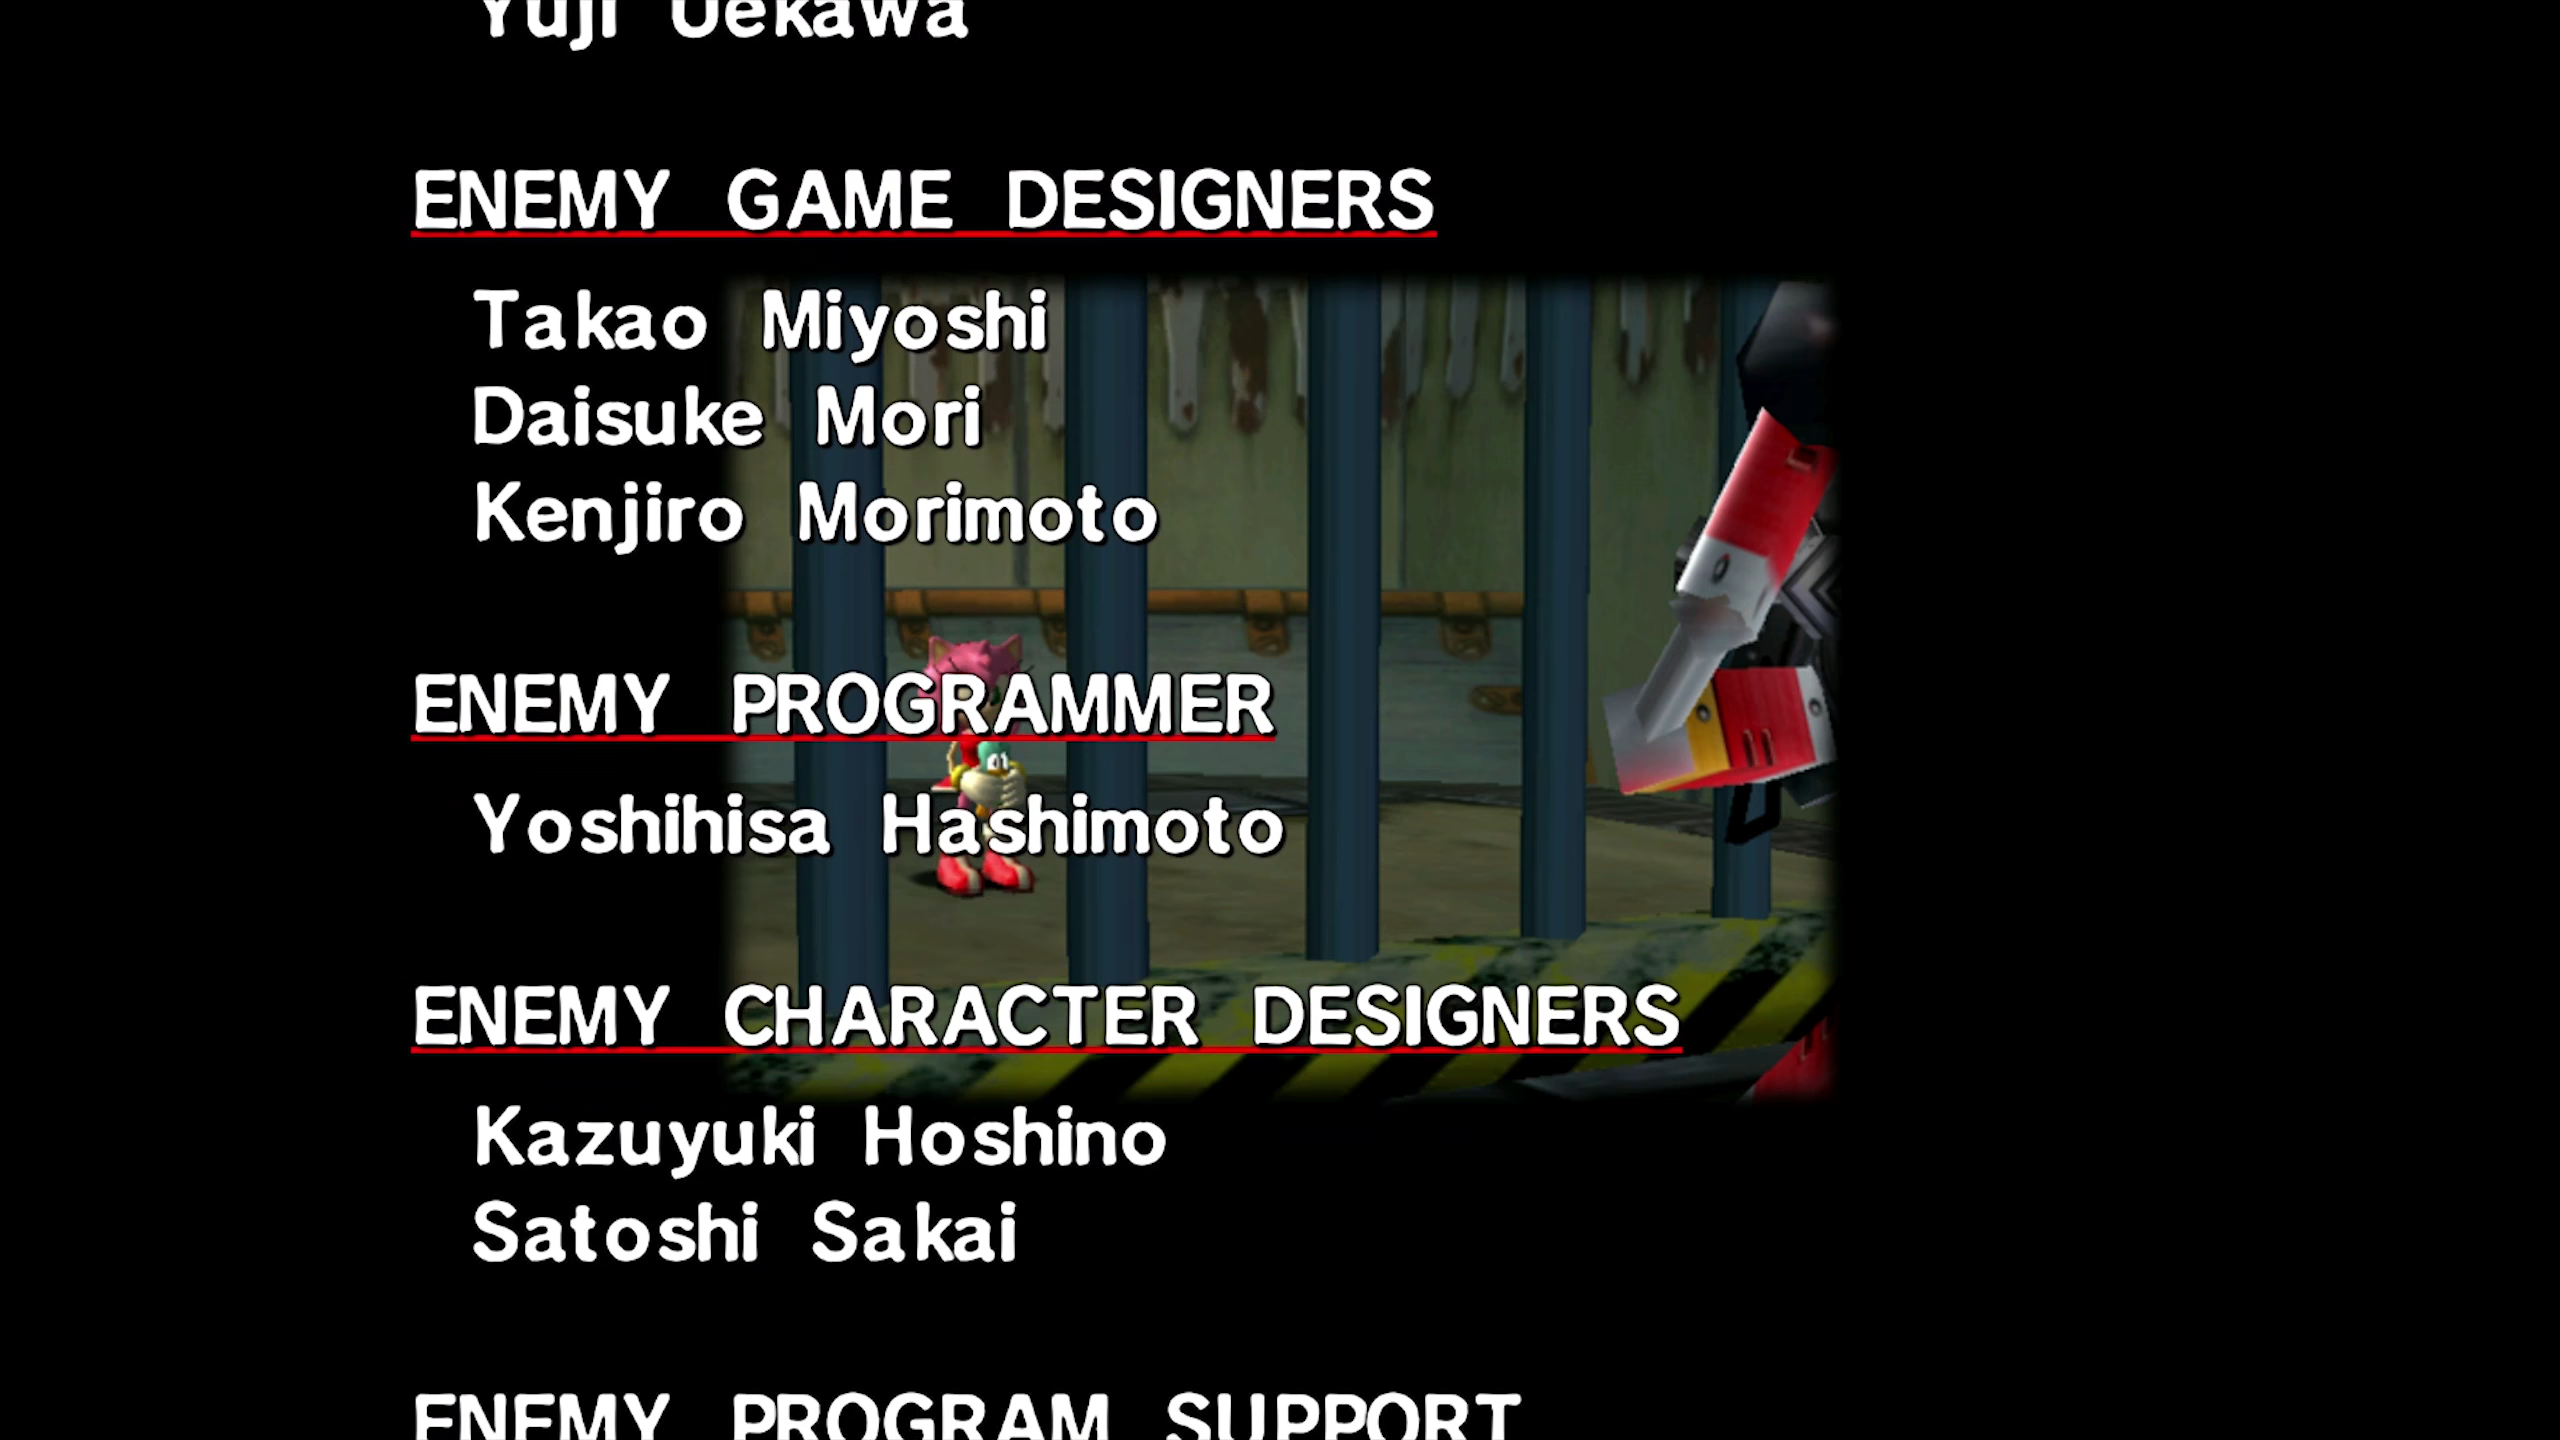 Yuji Uekawa
ENEMY GAME DESIGNERS
Takao Miyoshi
Daisuke Mori
Kenjiro Morimoto
ENEMY PROGRAMMER
Yoshihisa Hashimoto
ENEMY CHARACTER DESIGNERS
Kazuyuki Hoshino
Satoshi Sakai
ENEMY PROGRAM SUPPORT